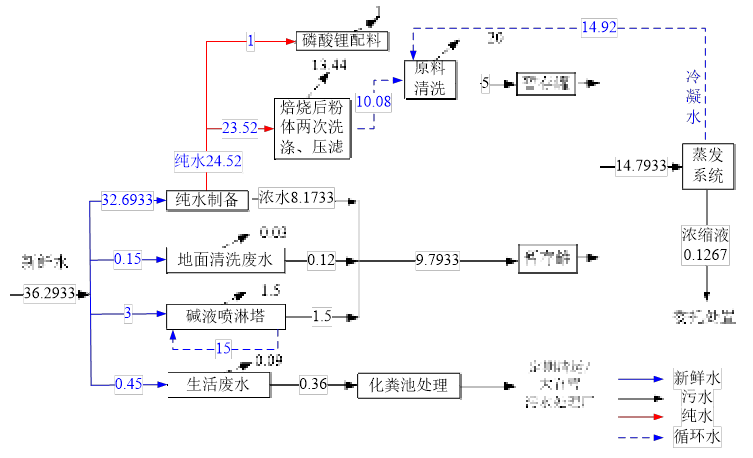 1
14.92
1
磷酸锂配料
20
13.44
原料
清洗
5
冷
凝
水
焙烧后粉
体两次洗
涤、压滤
10.08
23.52
纯水24.52
14.7933
蒸发
系统
32.6933
纯水制备
浓水8.1733
0.03
浓缩液
0.1267
0.15
地面清洗废水
0.12
9.7933
36.2933
1.5
3
碱液喷淋塔
1.5
15
0.09
0.45
生活废水
0.36
化粪池处理
新鲜水
污水
纯水
循环水